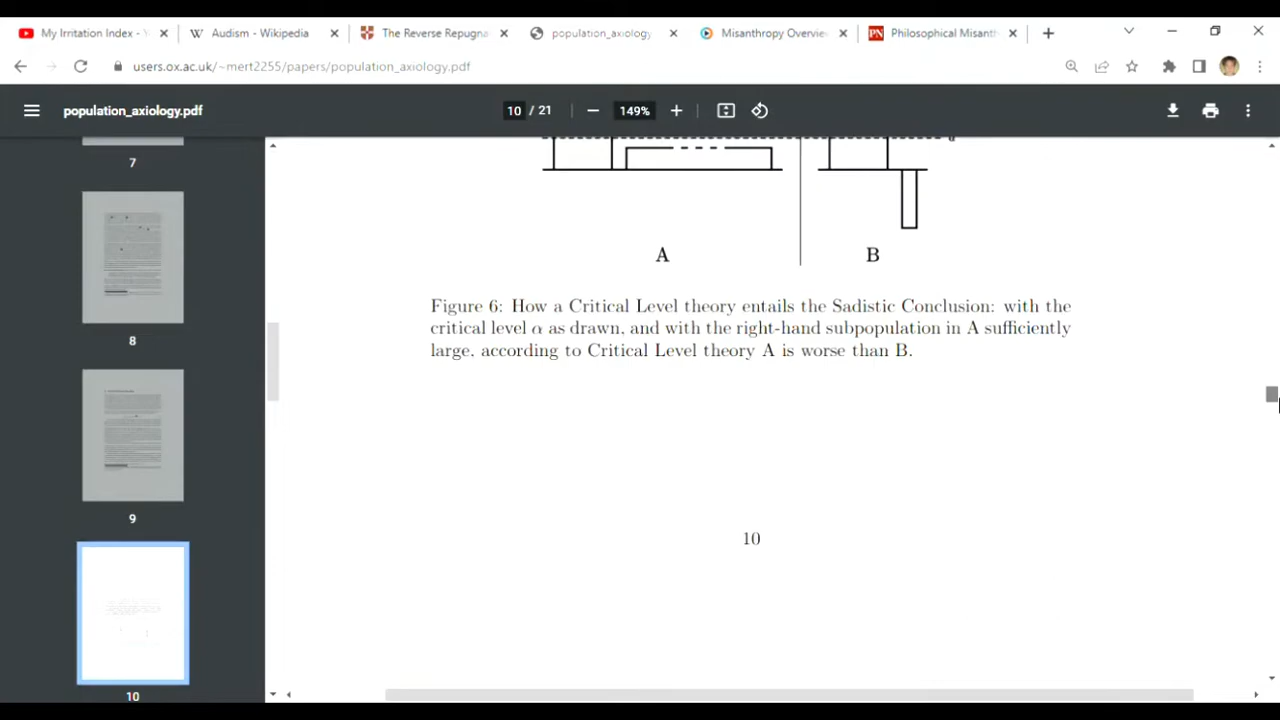 My Irritation Index -
Audism - Wikipedia
The Reverse Repugna
population_axiology
Misanthropy Overvie
Philosophical Misanth
users.ox.ac.uk/~mert2255/papers/population_axiology.pdf
population_axiology.pdf
10 / 21
149%
7
8
9
10
α
A
B
Figure 6: How a Critical Level theory entails the Sadistic Conclusion: with the
critical level α as drawn, and with the right-hand subpopulation in A sufficiently
large, according to Critical Level theory A is worse than B.
10